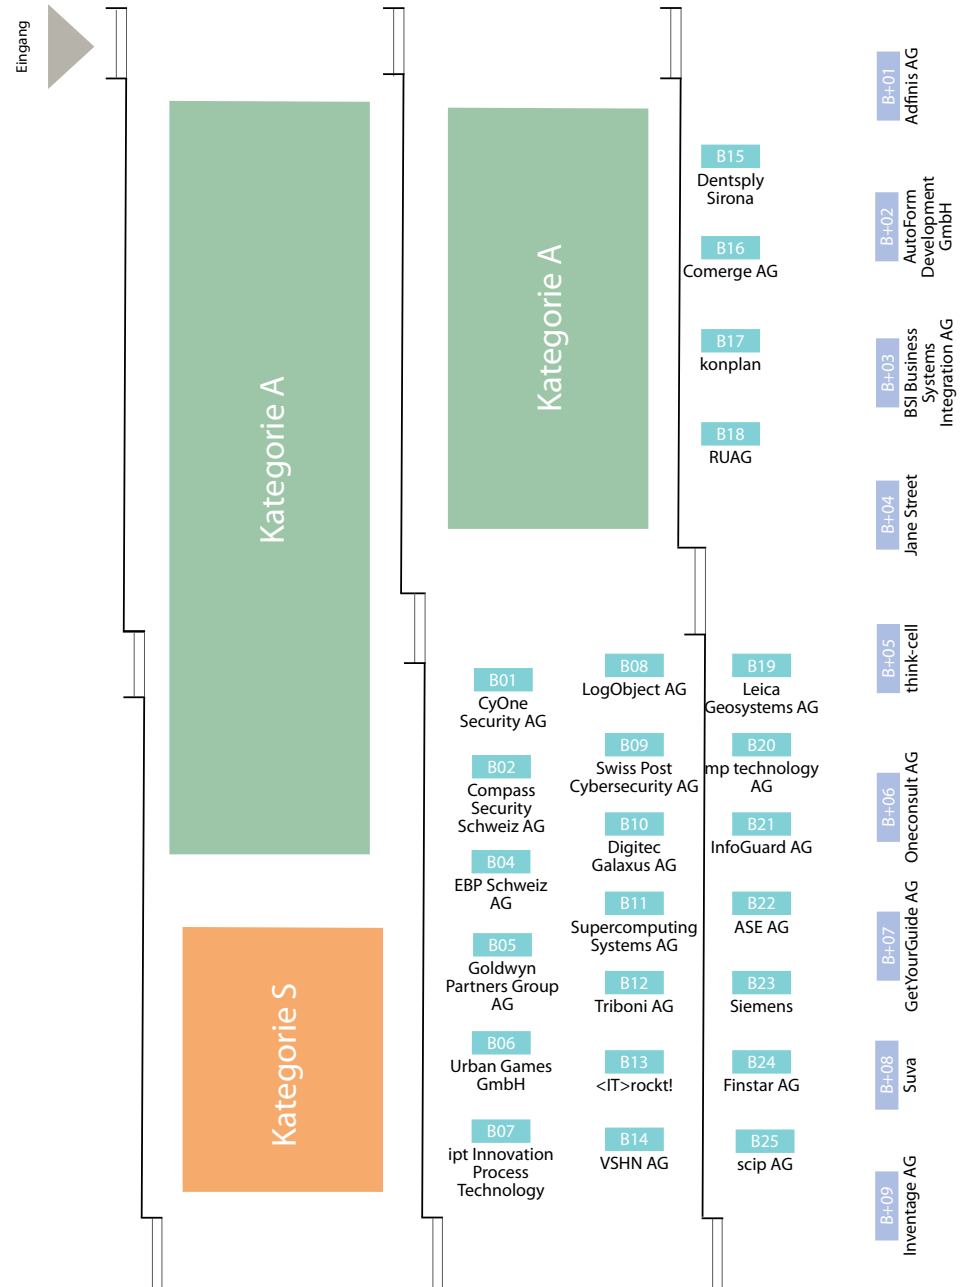 Eingang
Kategorie A
Kategorie A
Kategorie S
B01
CyOne
Security AG
B02
Compass
Security
Schweiz AG
B04
EBP Schweiz
AG
B05
Goldwyn
Partners Group
AG
B06
Urban Games
GmbH
B07
ipt Innovation
Process
Technology
B08
LogObject AG
B09
Swiss Post
Cybersecurity AG
B10
Digitec
Galaxus AG
B11
Supercomputing
Systems AG
B12
Triboni AG
B13
<IT>rockt!
B14
VSHN AG
B15
Dentsply
Sirona
B16
Comerge AG
B17
konplan
B18
RUAG
B19
Leica
Geosystems AG
B20
mp technology
AG
B21
InfoGuard AG
B22
ASE AG
B23
Siemens
B24
Finstar AG
B25
scip AG
B+01
Adfinis AG
B+02
AutoForm
Development
GmbH
B+03
BSI Business
Systems
Integration AG
B+04
Jane Street
B+05
think-cell
B+06
Oneconsult AG
B+07
GetYourGuide AG
B+08
Suva
B+09
Inventage AG